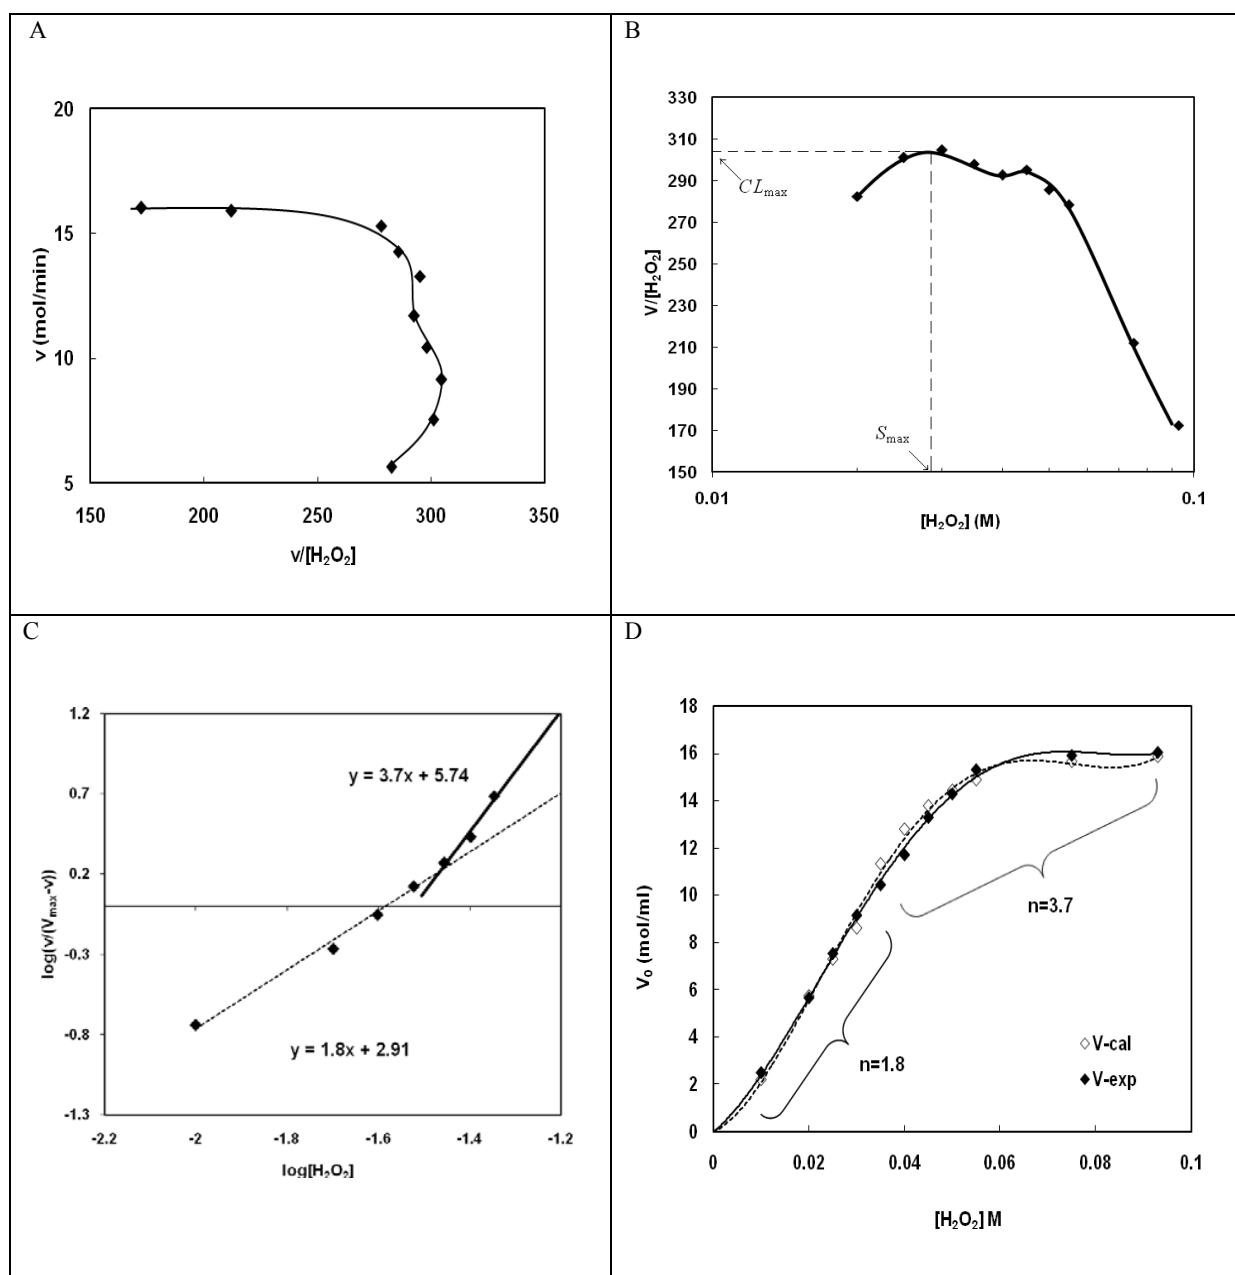 A
20
15
10
5
v (mol/min)
150 200 250 300 350
v/[H₂O₂]
B
330
310
290
270
250
230
210
190
170
150
V/[H₂O₂]
CLmax
Smax
0.01 0.1
[H₂O₂] (M)
C
1.2
0.7
0.2
-0.3
-0.8
-1.3
log(v/(Vmax-v))
y = 3.7x + 5.74
y = 1.8x + 2.91
-2.2 -2 -1.8 -1.6 -1.4 -1.2
log[H₂O₂]
D
18
16
14
12
10
8
6
4
2
0
V₀ (mol/ml)
n=3.7
n=1.8
V-cal
V-exp
0 0.02 0.04 0.06 0.08 0.1
[H₂O₂] M